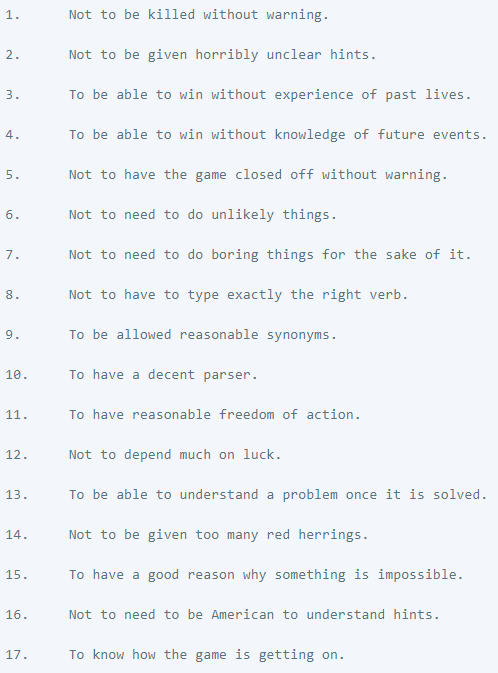 1. Not to be killed without warning.
2. Not to be given horribly unclear hints.
3. To be able to win without experience of past lives.
4. To be able to win without knowledge of future events.
5. Not to have the game closed off without warning.
6. Not to need to do unlikely things.
7. Not to need to do boring things for the sake of it.
8. Not to have to type exactly the right verb.
9. To be allowed reasonable synonyms.
10. To have a decent parser.
11. To have reasonable freedom of action.
12. Not to depend much on luck.
13. To be able to understand a problem once it is solved.
14. Not to be given too many red herrings.
15. To have a good reason why something is impossible.
16. Not to need to be American to understand hints.
17. To know how the game is getting on.